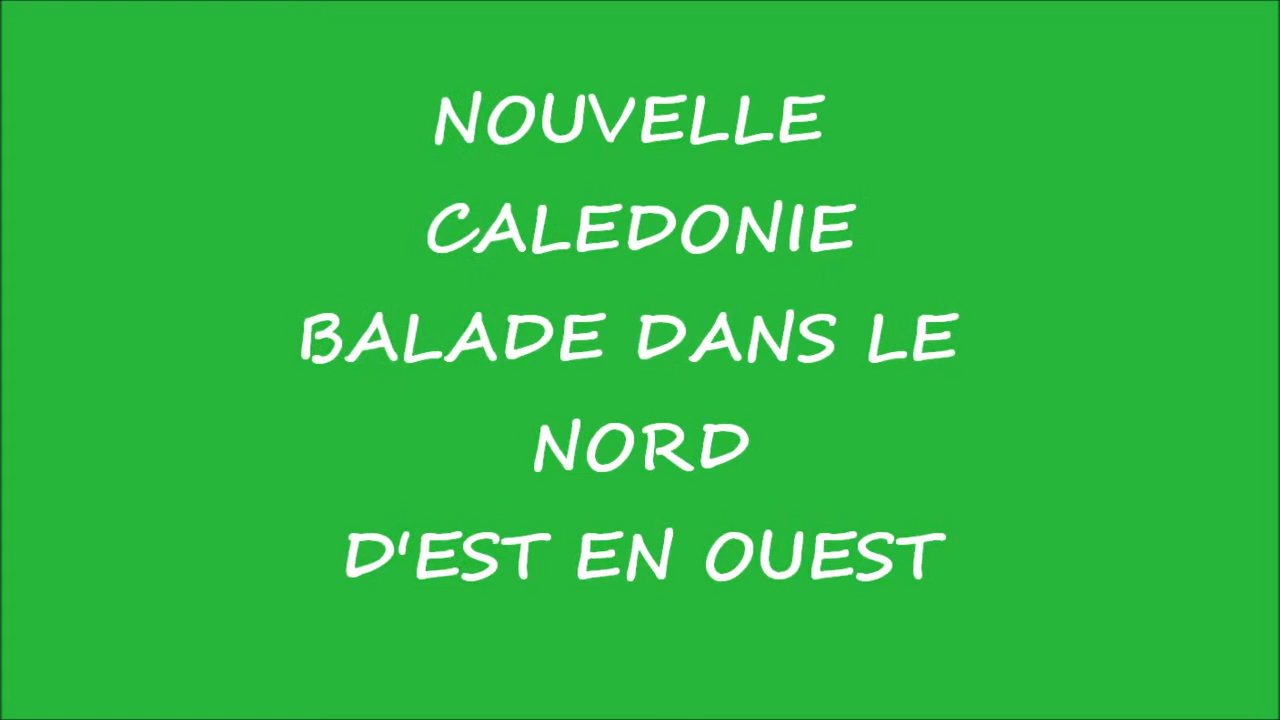 NOUVELLE
CALEDONIE
BALADE DANS LE
NORD
D'EST EN OUEST